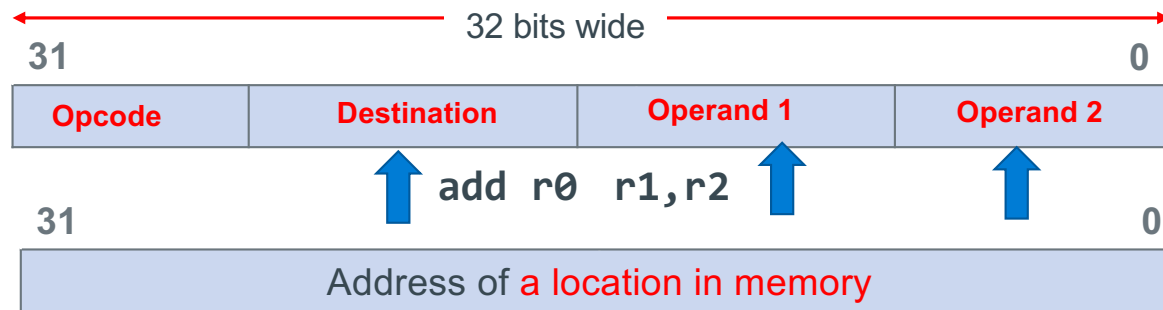 32 bits wide
31 0
Opcode Destination Operand 1 Operand 2
add r0 r1,r2
31 0
Address of a location in memory